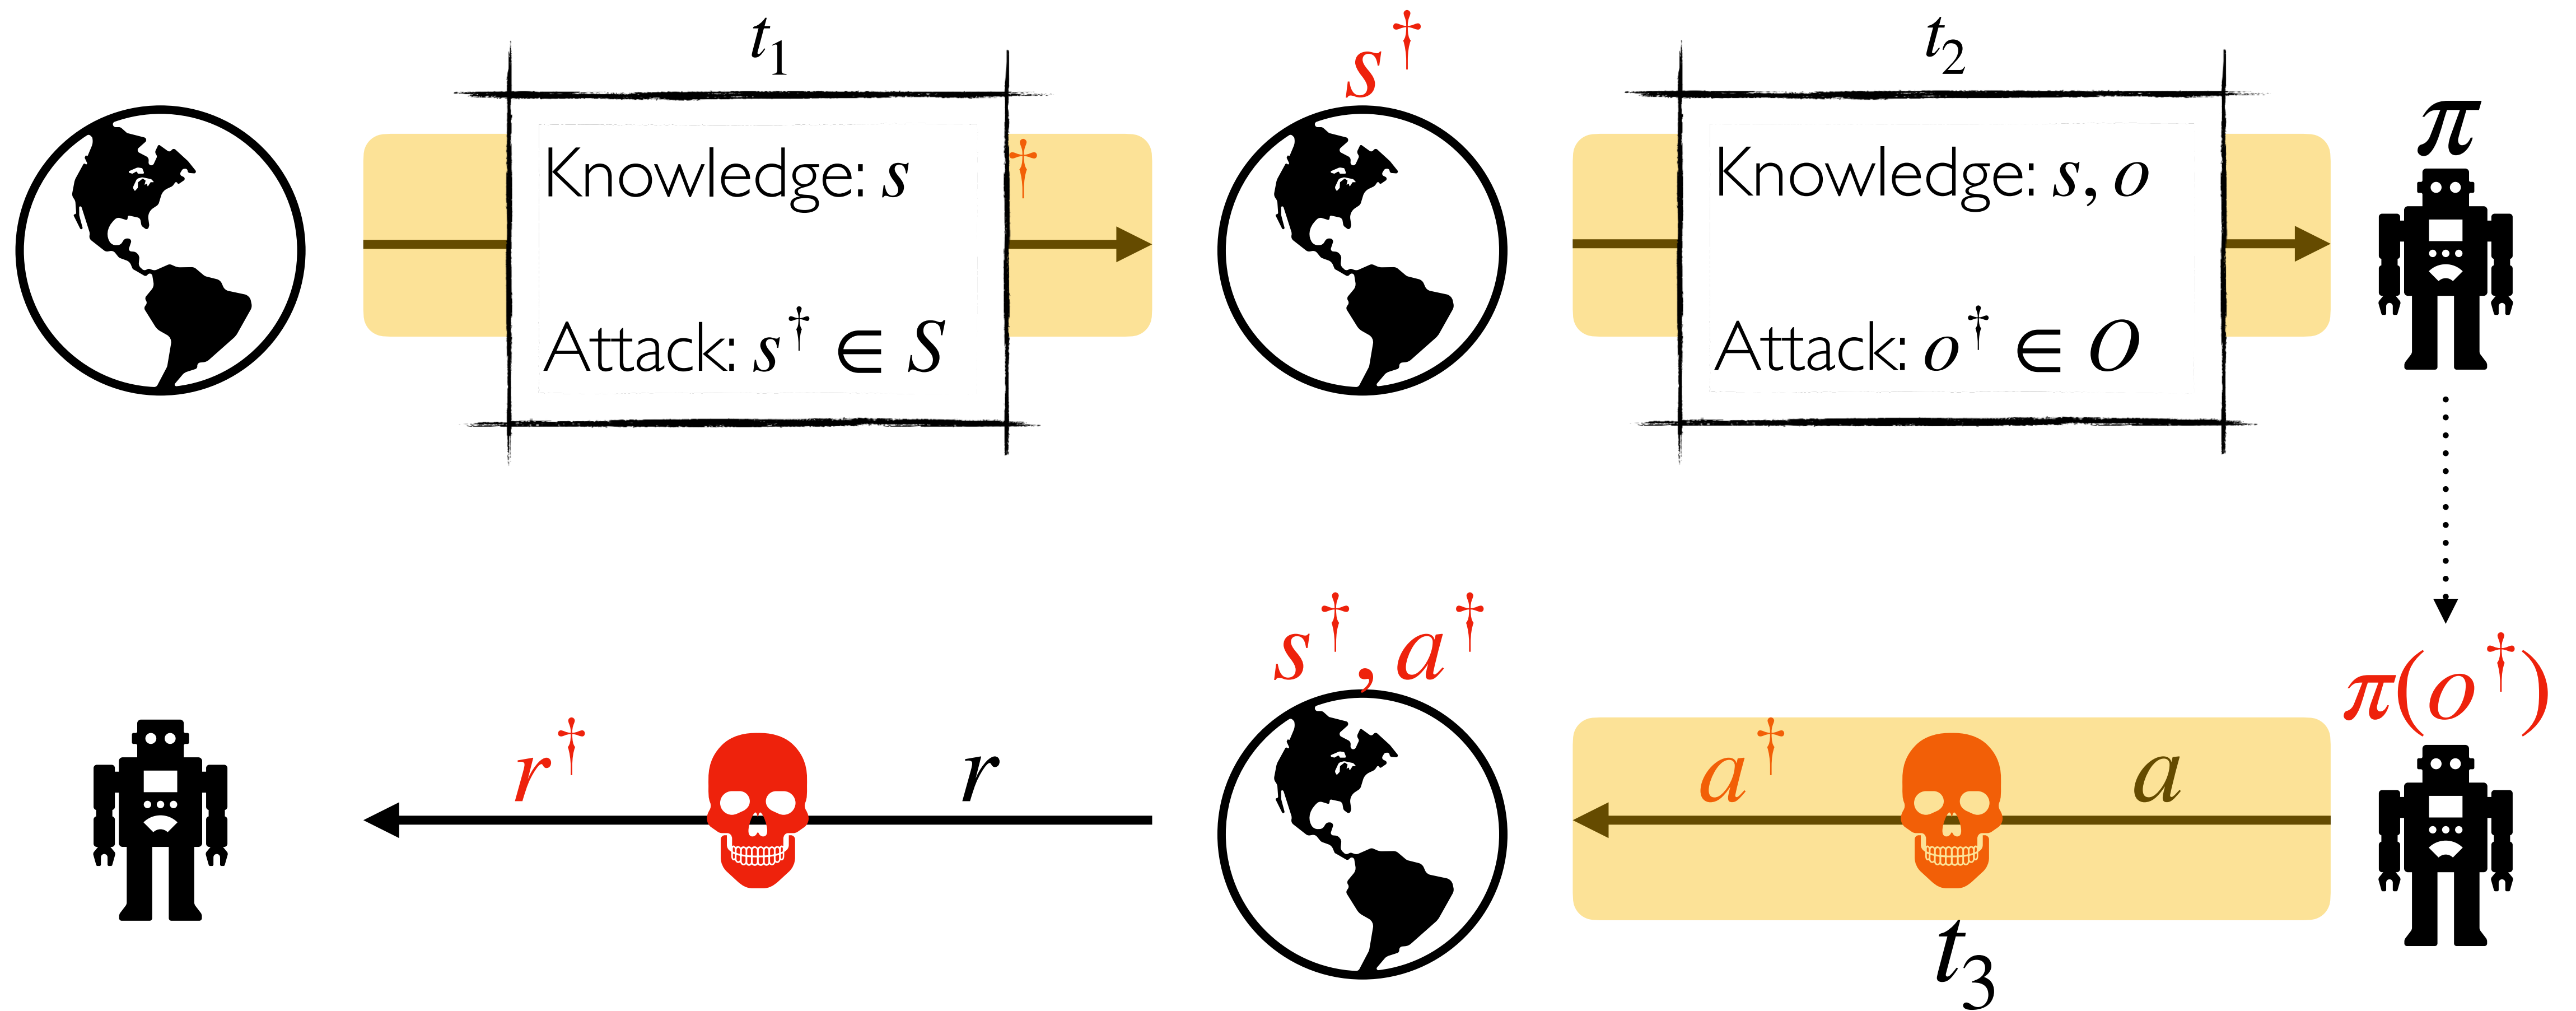 t₁
s†
t₂
π
Knowledge: s
†
Knowledge: s, o
Attack: s† ∈ S
Attack: o† ∈ O
s†, a†
π(o†)
r†
r
a†
a
t₃